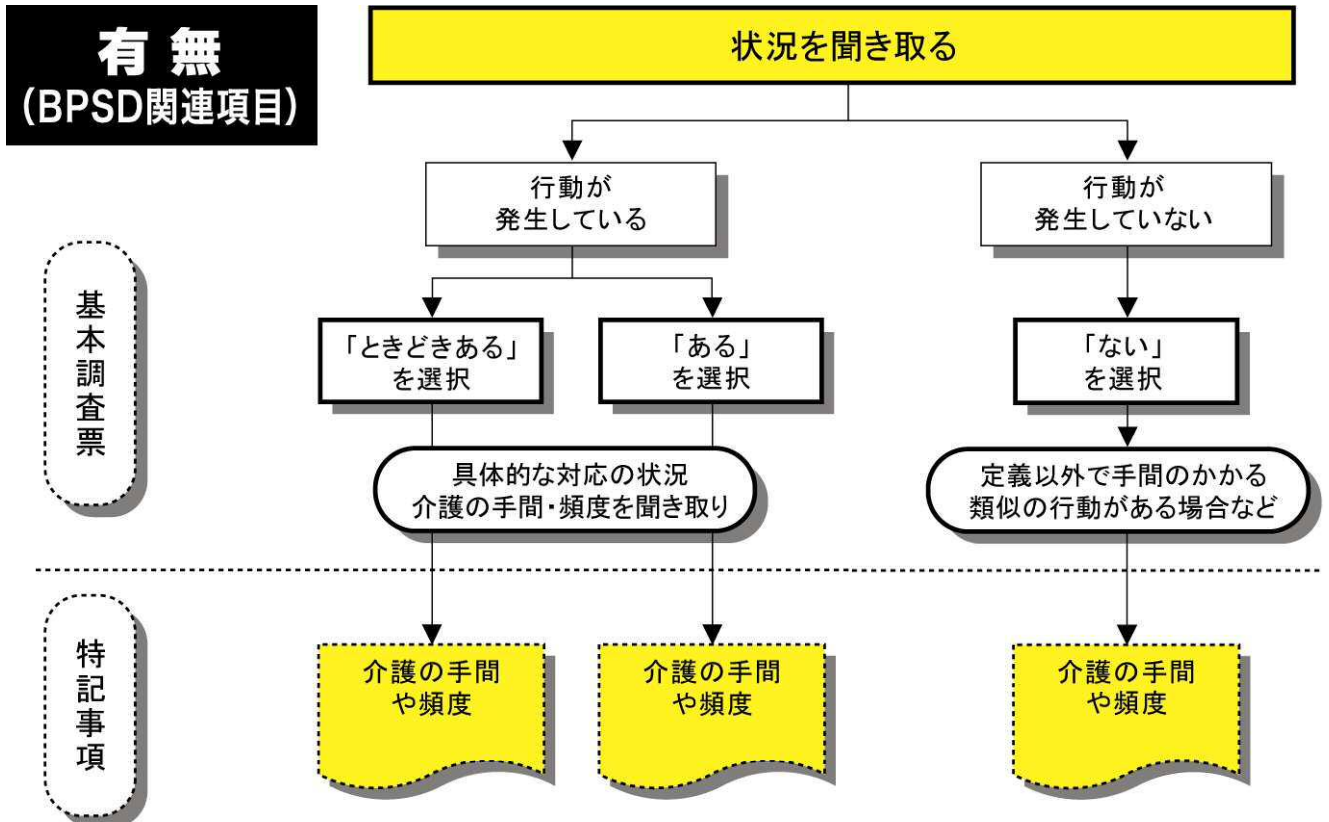 有無
(BPSD関連項目)
状況を聞き取る
行動が
発生している
行動が
発生していない
基本調査票
「ときどきある」
を選択
「ある」
を選択
「ない」
を選択
具体的な対応の状況
介護の手間・頻度を聞き取り
定義以外で手間のかかる
類似の行動がある場合など
特記事項
介護の手間
や頻度
介護の手間
や頻度
介護の手間
や頻度